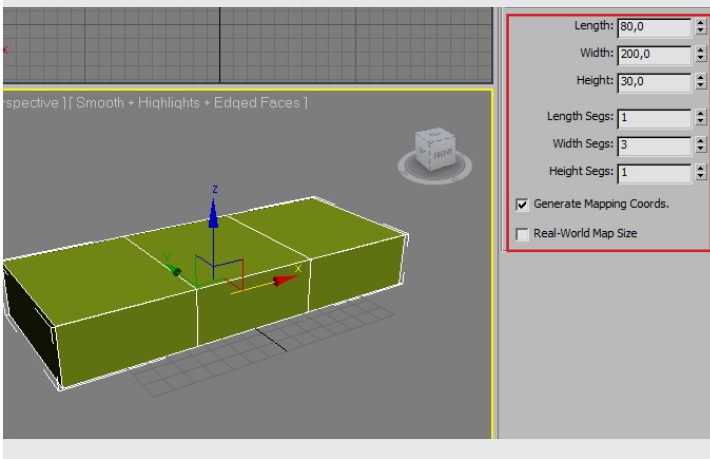 x
rspective ] [ Smooth + Highlights + Edged Faces ]
FRONT
z
y
x
Length: 80,0
Width: 200,0
Height: 30,0
Length Segs: 1
Width Segs: 3
Height Segs: 1
Generate Mapping Coords.
Real-World Map Size